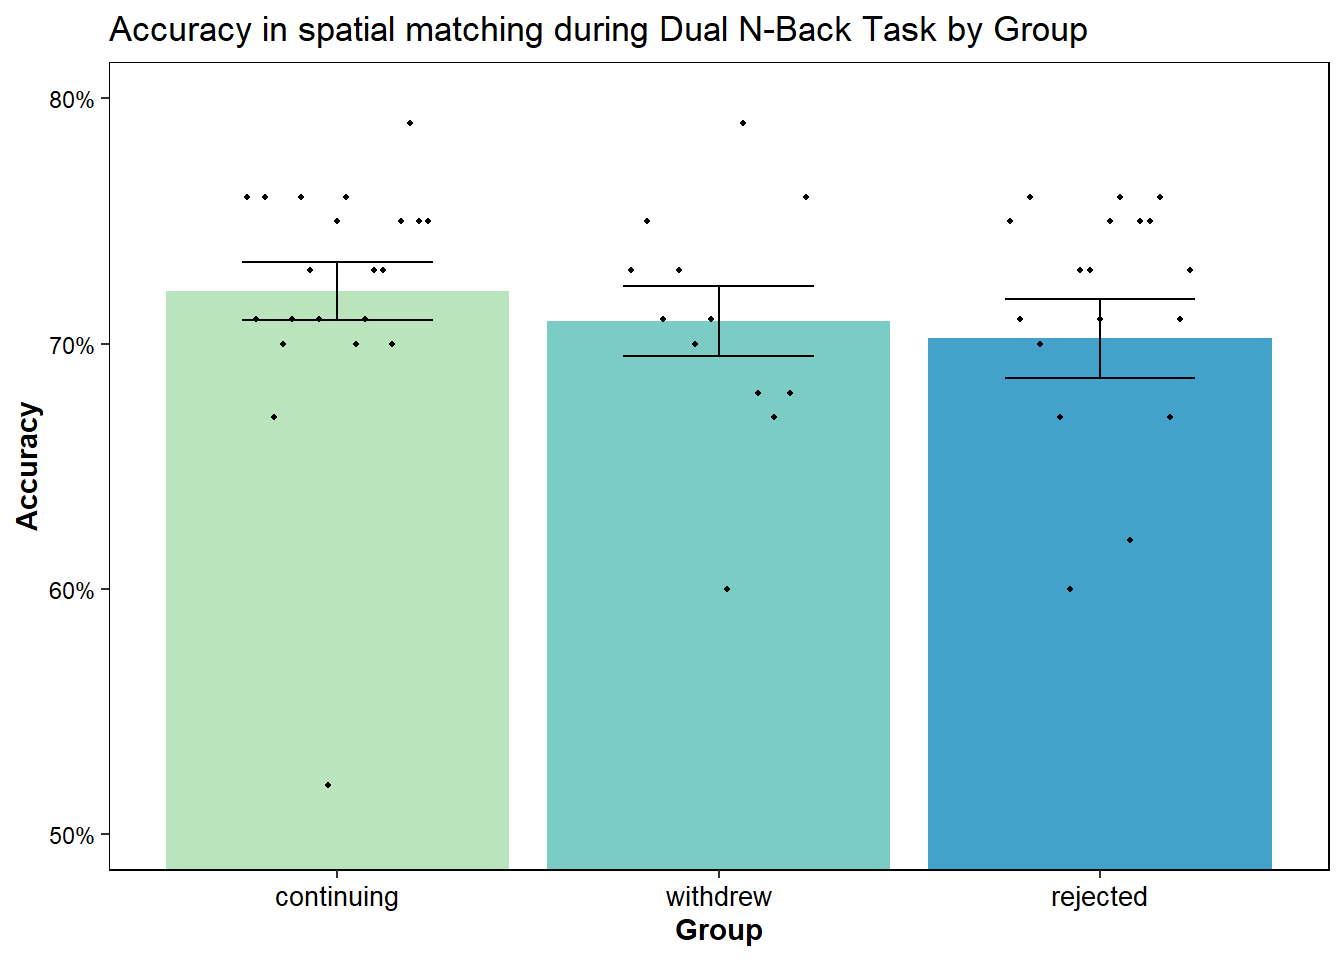 Accuracy in spatial matching during Dual N-Back Task by Group
80%
70%
60%
50%
Accuracy
continuing withdrew rejected
Group